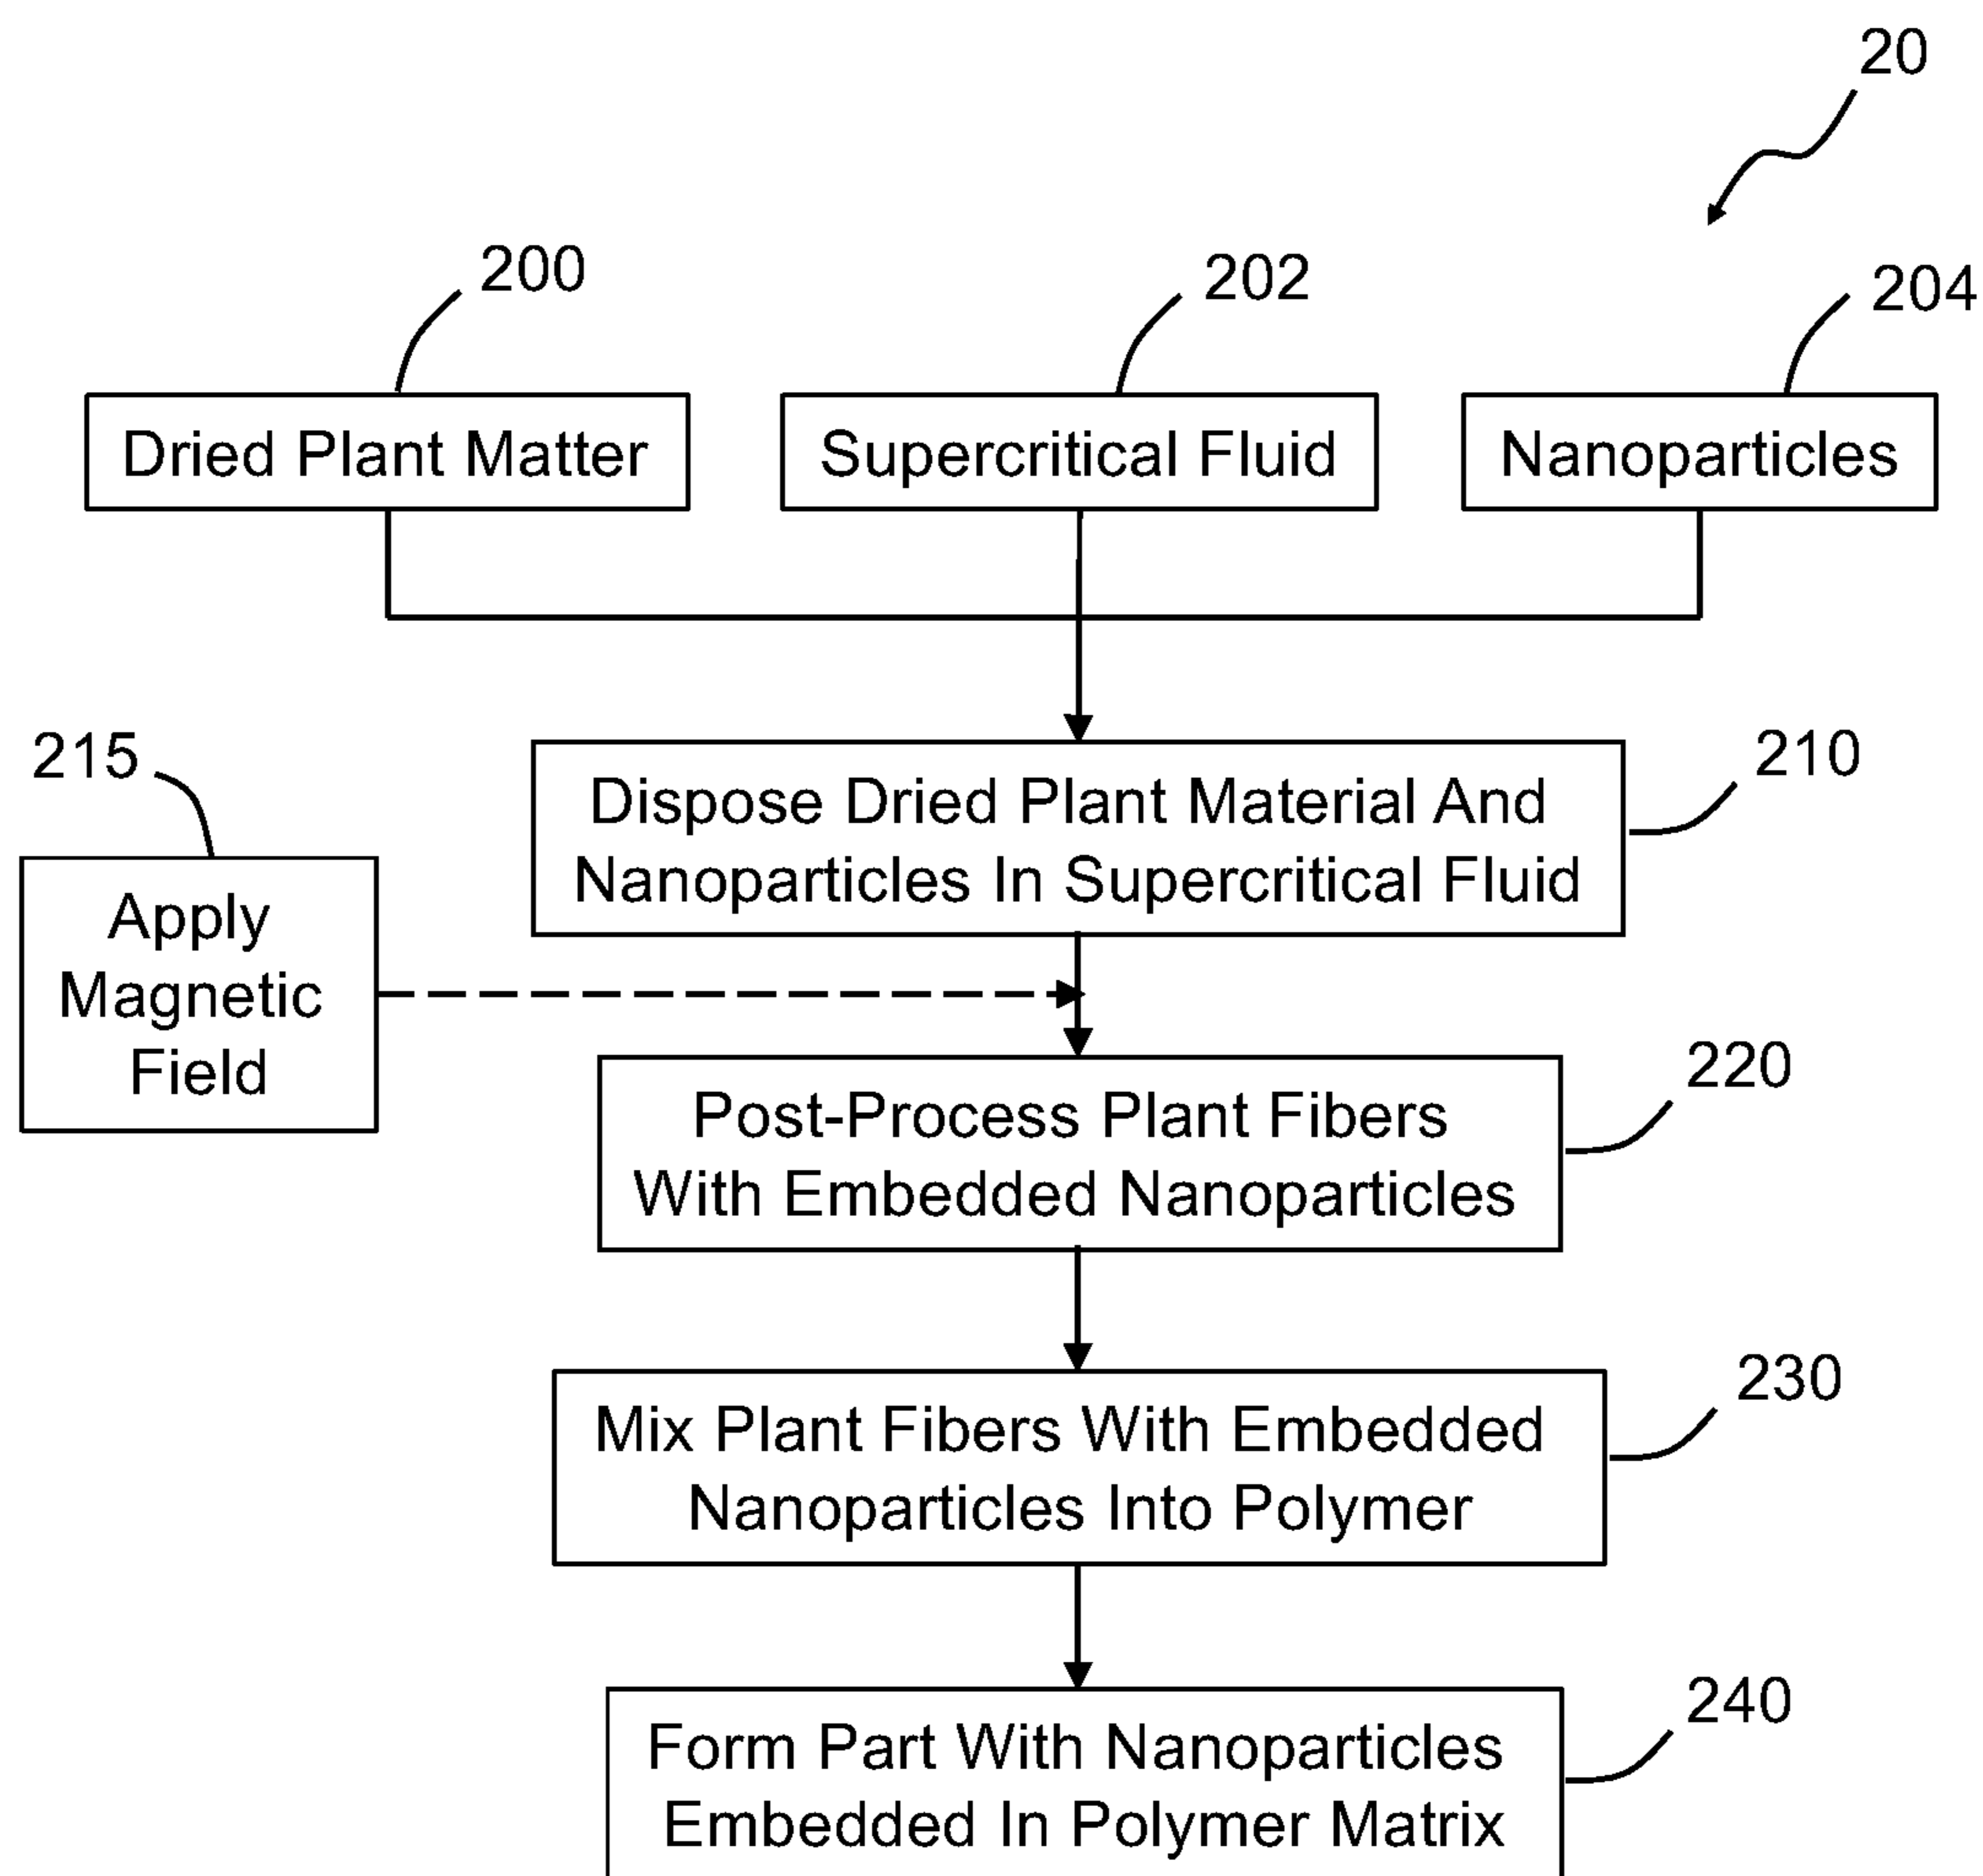 20
200
202
204
Dried Plant Matter
Supercritical Fluid
Nanoparticles
210
Dispose Dried Plant Material And
Nanoparticles In Supercritical Fluid
215
Apply
Magnetic
Field
220
Post-Process Plant Fibers
With Embedded Nanoparticles
230
Mix Plant Fibers With Embedded
Nanoparticles Into Polymer
240
Form Part With Nanoparticles
Embedded In Polymer Matrix